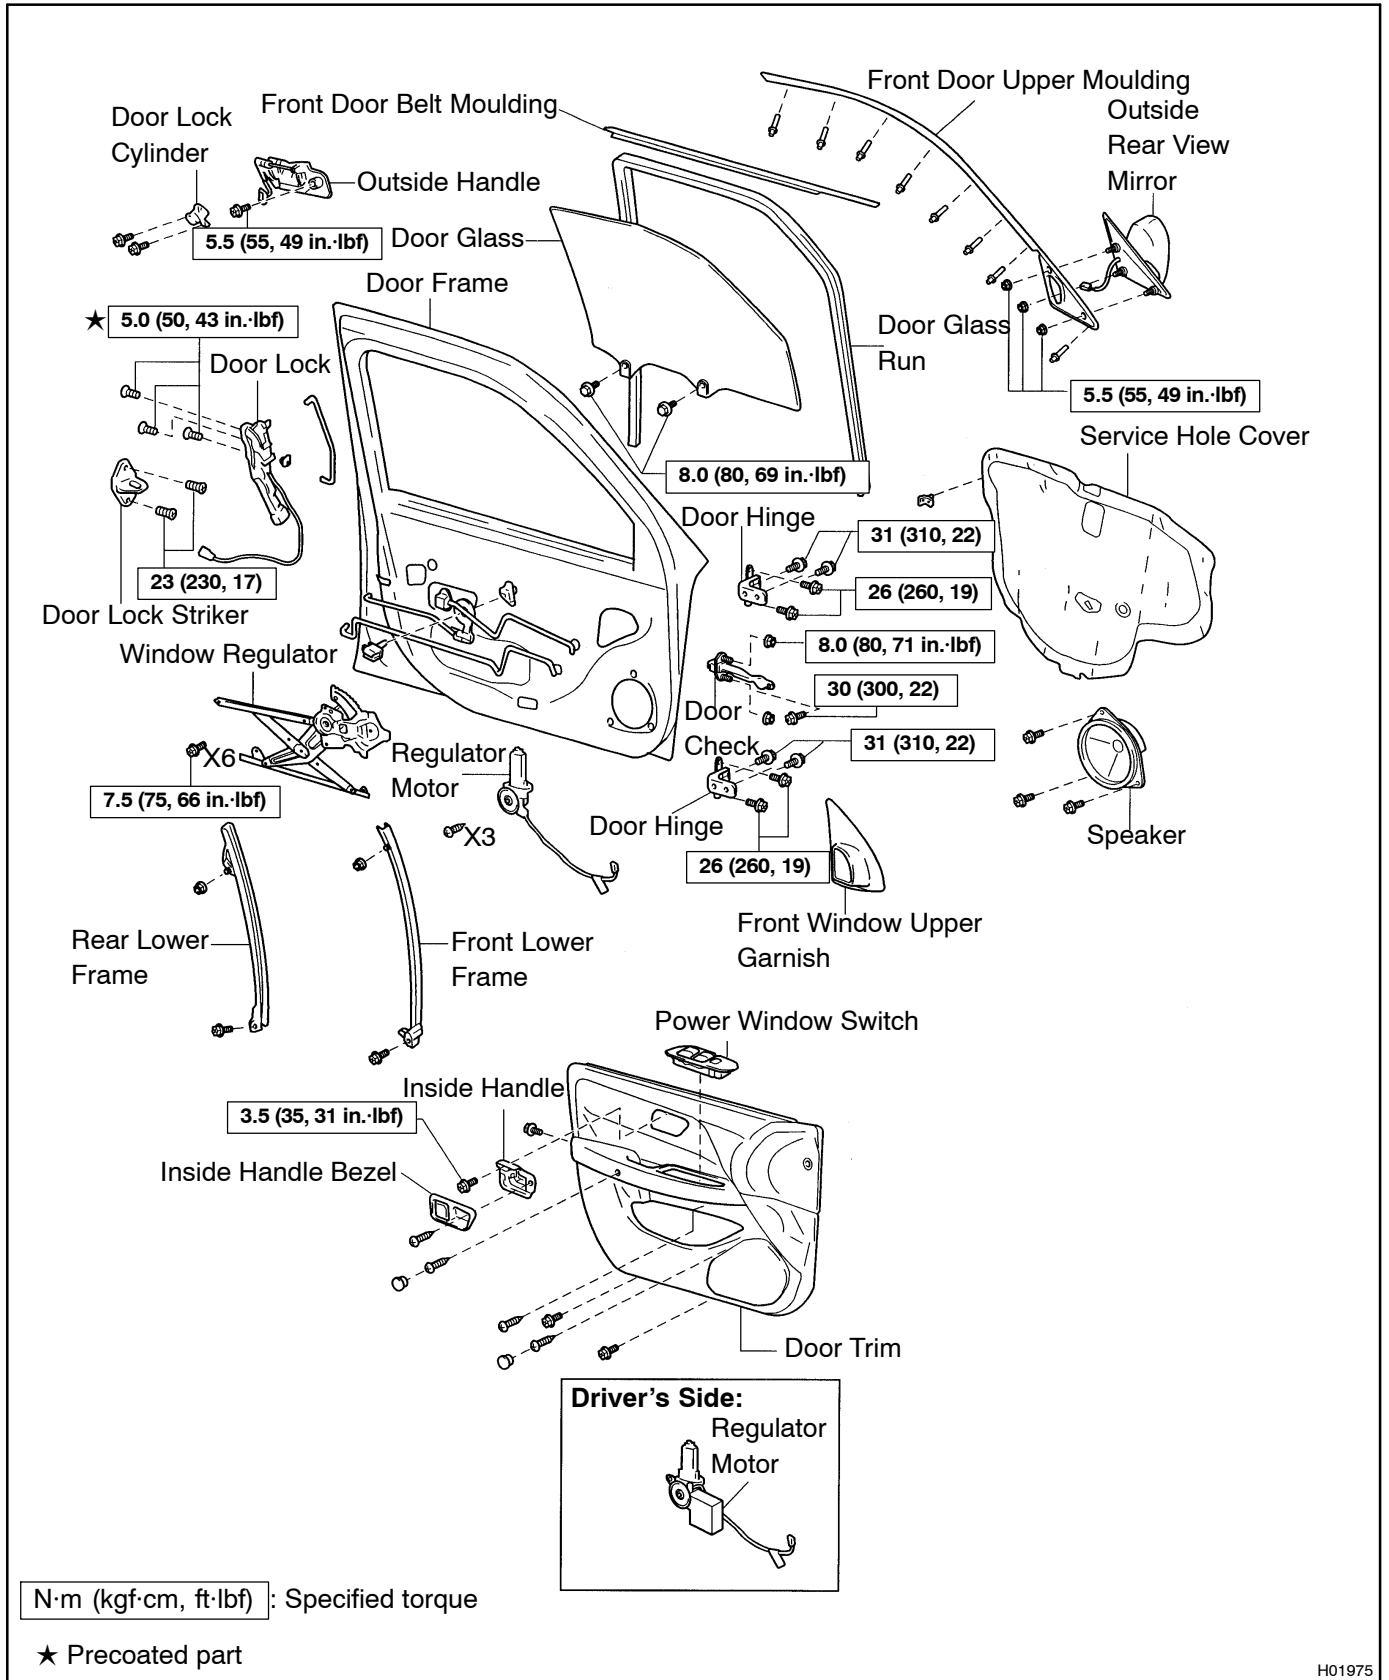 Front Door Upper Moulding
Front Door Belt Moulding
Door Lock
Cylinder
Outside
Rear View
Mirror
Outside Handle
5.5 (55, 49 in.·lbf)
Door Glass
Door Frame
★ 5.0 (50, 43 in.·lbf)
Door Glass
Run
Door Lock
5.5 (55, 49 in.·lbf)
Service Hole Cover
8.0 (80, 69 in.·lbf)
Door Hinge
31 (310, 22)
23 (230, 17)
26 (260, 19)
Door Lock Striker
8.0 (80, 71 in.·lbf)
Window Regulator
30 (300, 22)
Door
Check
31 (310, 22)
Regulator
Motor
X6
7.5 (75, 66 in.·lbf)
X3
Door Hinge
Speaker
26 (260, 19)
Front Window Upper
Garnish
Rear Lower
Frame
Front Lower
Frame
Power Window Switch
Inside Handle
3.5 (35, 31 in.·lbf)
Inside Handle Bezel
Door Trim
Driver's Side:
Regulator
Motor
N·m (kgf·cm, ft·lbf) : Specified torque
★ Precoated part
H01975